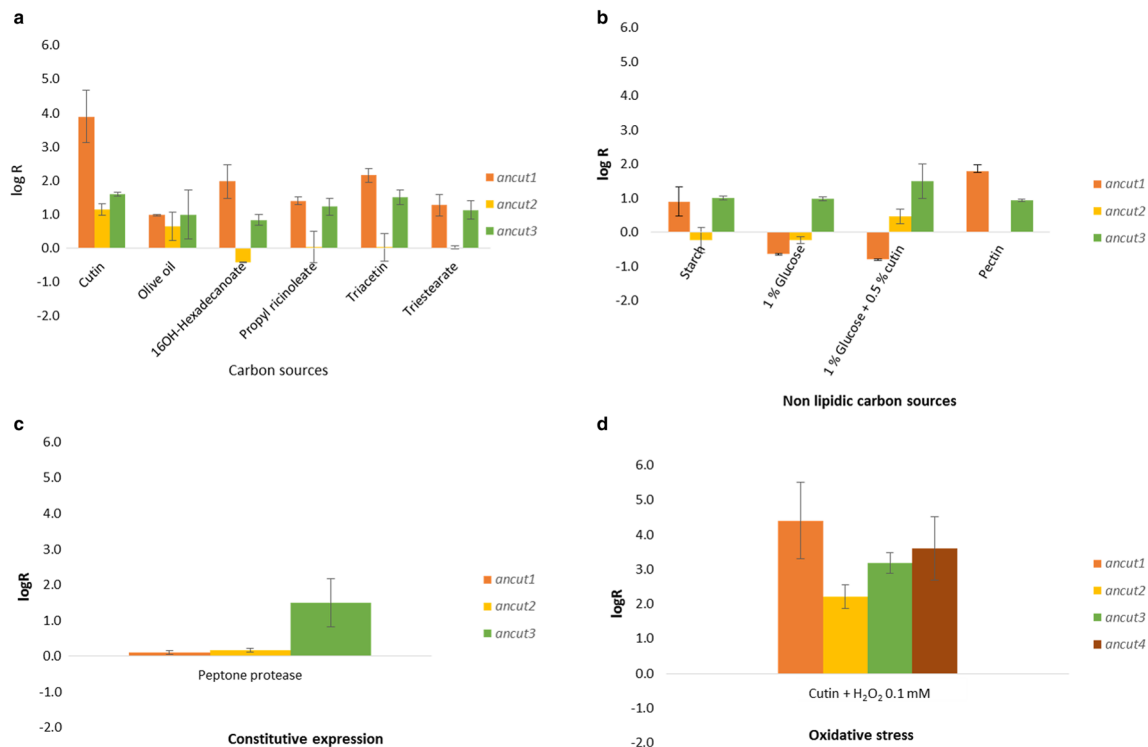 a
6.0
5.0
4.0
3.0
2.0
1.0
0.0
-1.0
-2.0
log R
Cutin
Olive oil
16OH-Hexadecanoate
Propyl ricinoleate
Triacetin
Triestearate
Carbon sources
ancut1
ancut2
ancut3
b
6.0
5.0
4.0
3.0
2.0
1.0
0.0
-1.0
-2.0
log R
Starch
1 % Glucose
1 % Glucose + 0.5 % cutin
Pectin
Non lipidic carbon sources
ancut1
ancut2
ancut3
c
6.0
5.0
4.0
3.0
2.0
1.0
0.0
-1.0
-2.0
logR
Peptone protease
Constitutive expression
ancut1
ancut2
ancut3
d
6.0
5.0
4.0
3.0
2.0
1.0
0.0
-1.0
-2.0
logR
Cutin + H₂O₂ 0.1 mM
Oxidative stress
ancut1
ancut2
ancut3
ancut4